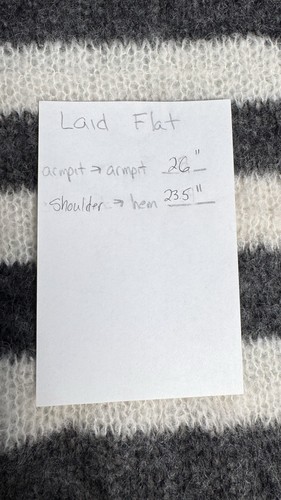 Laid Flat
armpit → armpit 26"
shoulder → hem 23.5"